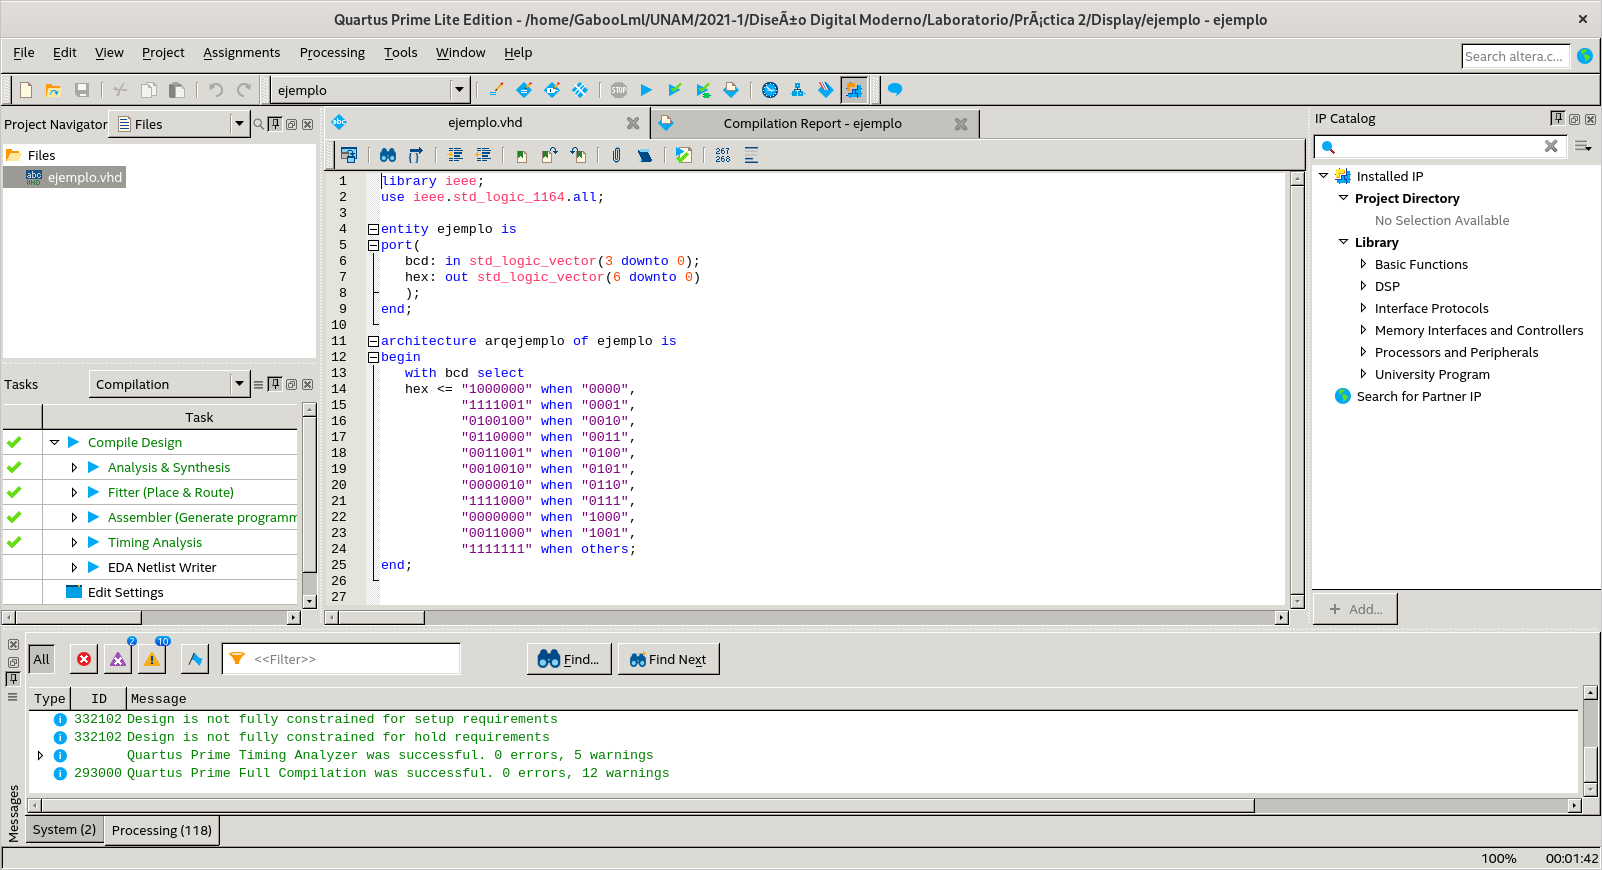 Quartus Prime Lite Edition - /home/GabooLml/UNAM/2021-1/DiseÃ±o Digital Moderno/Laboratorio/PrÃ¡ctica 2/Display/ejemplo - ejemplo
File Edit View Project Assignments Processing Tools Window Help
Search altera.c...
STOP
ejemplo
Project Navigator
Files
Files
abc
VHD
ejemplo.vhd
Tasks
Compilation
Task
Compile Design
Analysis & Synthesis
Fitter (Place & Route)
Assembler (Generate programm
Timing Analysis
EDA Netlist Writer
Edit Settings
abc
ejemplo.vhd
Compilation Report - ejemplo
267
268
1 library ieee;
2 use ieee.std_logic_1164.all;
3
4 entity ejemplo is
5 port(
6 bcd: in std_logic_vector(3 downto 0);
7 hex: out std_logic_vector(6 downto 0)
8 );
9 end;
10
11 architecture arqejemplo of ejemplo is
12 begin
13 with bcd select
14 hex <= "1000000" when "0000",
15 "1111001" when "0001",
16 "0100100" when "0010",
17 "0110000" when "0011",
18 "0011001" when "0100",
19 "0010010" when "0101",
20 "0000010" when "0110",
21 "1111000" when "0111",
22 "0000000" when "1000",
23 "0011000" when "1001",
24 "1111111" when others;
25 end;
26
27
IP Catalog
Installed IP
Project Directory
No Selection Available
Library
Basic Functions
DSP
Interface Protocols
Memory Interfaces and Controllers
Processors and Peripherals
University Program
Search for Partner IP
+ Add...
All
2
10
<<Filter>>
Find...
Find Next
Type ID Message
332102 Design is not fully constrained for setup requirements
332102 Design is not fully constrained for hold requirements
Quartus Prime Timing Analyzer was successful. 0 errors, 5 warnings
293000 Quartus Prime Full Compilation was successful. 0 errors, 12 warnings
Messages
System (2)
Processing (118)
100%
00:01:42